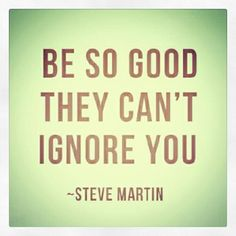 BE SO GOOD
THEY CAN'T
IGNORE YOU
~STEVE MARTIN